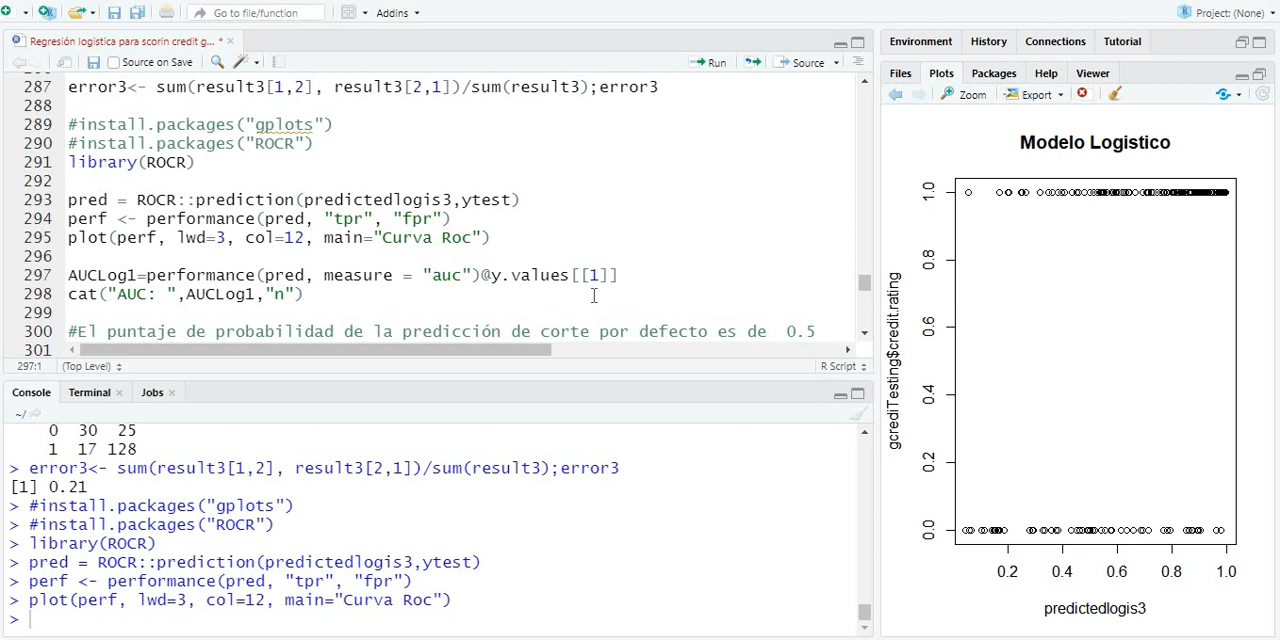 Go to file/function
Addins
Project: (None)
Regresión logística para scorin credit g... *
Source on Save
Run
Source
287 error3<- sum(result3[1,2], result3[2,1])/sum(result3);error3
288
289 #install.packages("gplots")
290 #install.packages("ROCR")
291 library(ROCR)
292
293 pred = ROCR::prediction(predictedlogis3,ytest)
294 perf <- performance(pred, "tpr", "fpr")
295 plot(perf, lwd=3, col=12, main="Curva Roc")
296
297 AUCLog1=performance(pred, measure = "auc")@y.values[[1]]
298 cat("AUC: ",AUCLog1,"n")
299
300 #El puntaje de probabilidad de la predicción de corte por defecto es de  0.5
301
297:1 (Top Level) R Script
Console Terminal Jobs
~/
0 30 25
1 17 128
> error3<- sum(result3[1,2], result3[2,1])/sum(result3);error3
[1] 0.21
> #install.packages("gplots")
> #install.packages("ROCR")
> library(ROCR)
> pred = ROCR::prediction(predictedlogis3,ytest)
> perf <- performance(pred, "tpr", "fpr")
> plot(perf, lwd=3, col=12, main="Curva Roc")
>
Environment History Connections Tutorial
Files Plots Packages Help Viewer
Zoom Export
Modelo Logistico
gcrediTesting$credit.rating
1.0
0.8
0.6
0.4
0.2
0.0
0.2 0.4 0.6 0.8 1.0
predictedlogis3